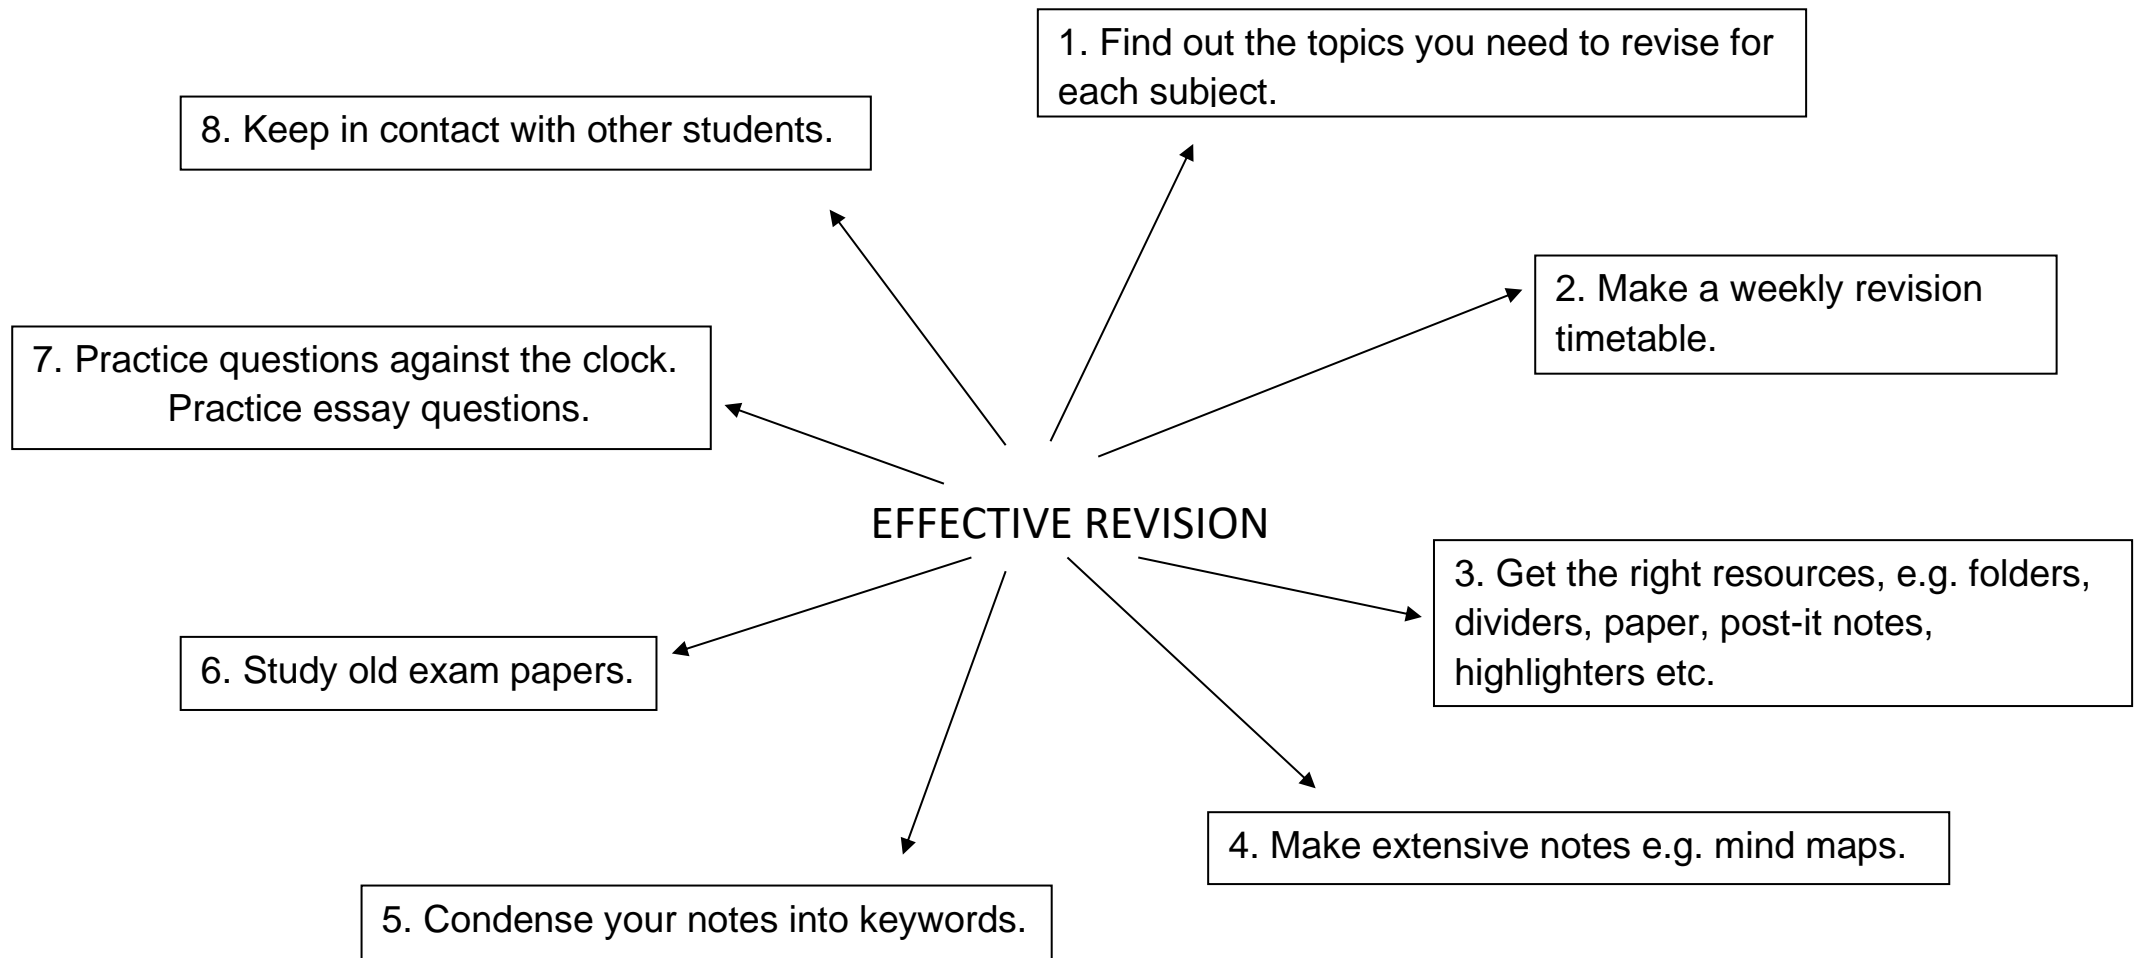 1. Find out the topics you need to revise for
each subject.
8. Keep in contact with other students.
2. Make a weekly revision
timetable.
7. Practice questions against the clock.
Practice essay questions.
EFFECTIVE REVISION
3. Get the right resources, e.g. folders,
dividers, paper, post-it notes,
highlighters etc.
6. Study old exam papers.
4. Make extensive notes e.g. mind maps.
5. Condense your notes into keywords.